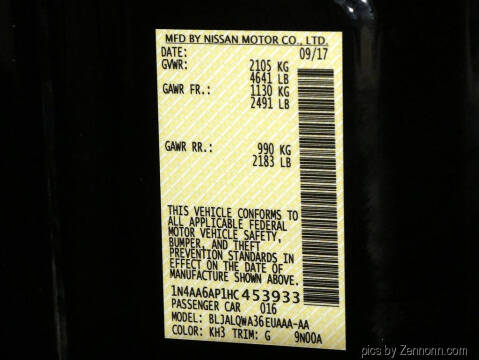 MFD BY NISSAN MOTOR CO., LTD.
DATE: 09/17
GVWR: 2105 KG
4641 LB
GAWR FR.: 1130 KG
2491 LB
GAWR RR.: 990 KG
2183 LB
THIS VEHICLE CONFORMS TO
ALL APPLICABLE FEDERAL
MOTOR VEHICLE SAFETY,
BUMPER, AND THEFT
PREVENTION STANDARDS IN
EFFECT ON THE DATE OF
MANUFACTURE SHOWN ABOVE.
1N4AA6AP1HC453933
PASSENGER CAR 016
MODEL: BLJALQWA36EUAAA-AA
COLOR: KH3 TRIM: G 9N00A
pics by Zennorm.com